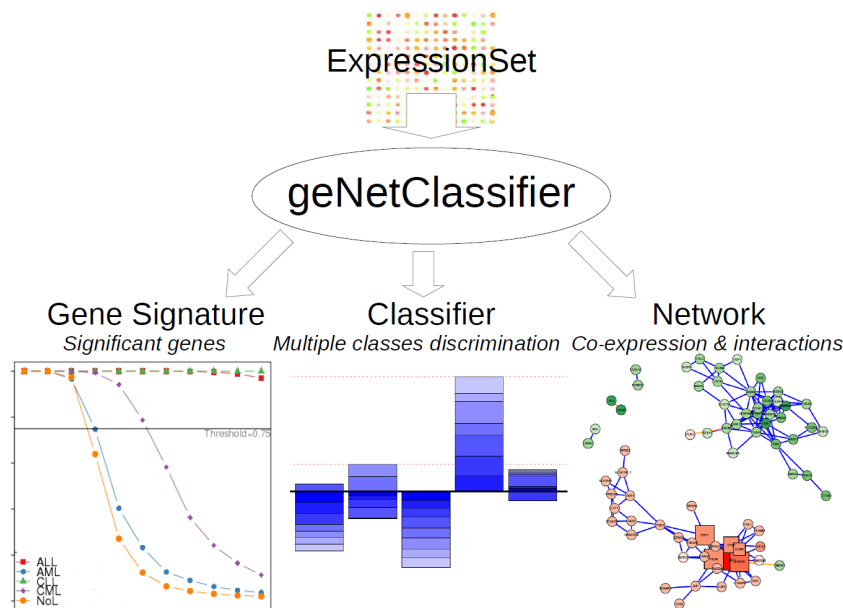 ExpressionSet
geNetClassifier
Gene Signature
Significant genes
Classifier
Multiple classes discrimination
Network
Co-expression & interactions
Threshold=0.75
ALL
AML
CLL
CML
NoL